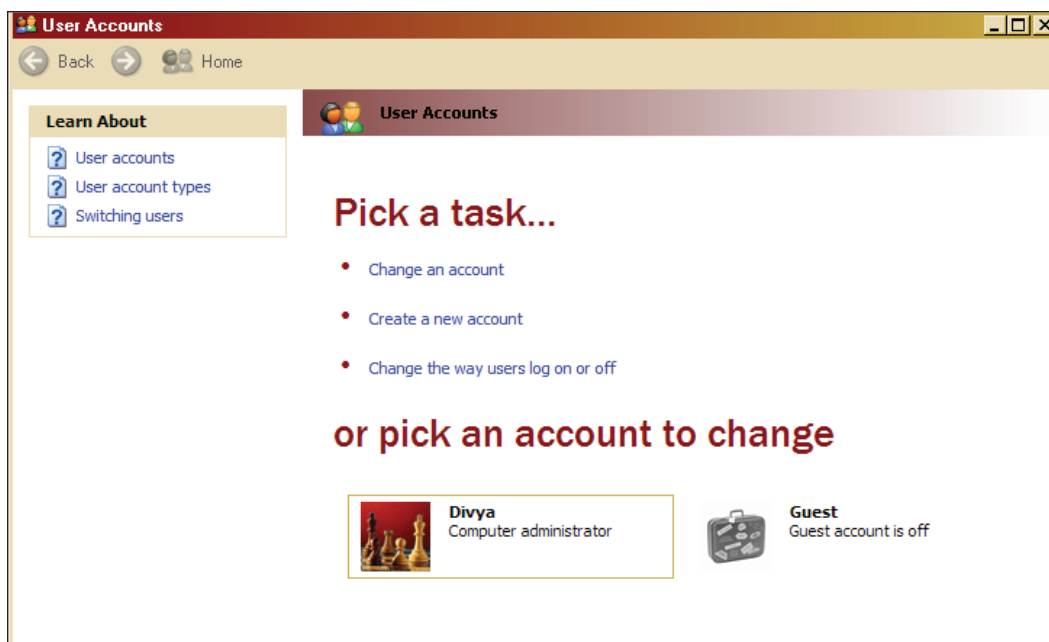 User Accounts
Back
Home
Learn About
User accounts
User account types
Switching users
User Accounts
Pick a task...
Change an account
Create a new account
Change the way users log on or off
or pick an account to change
Divya
Computer administrator
Guest
Guest account is off